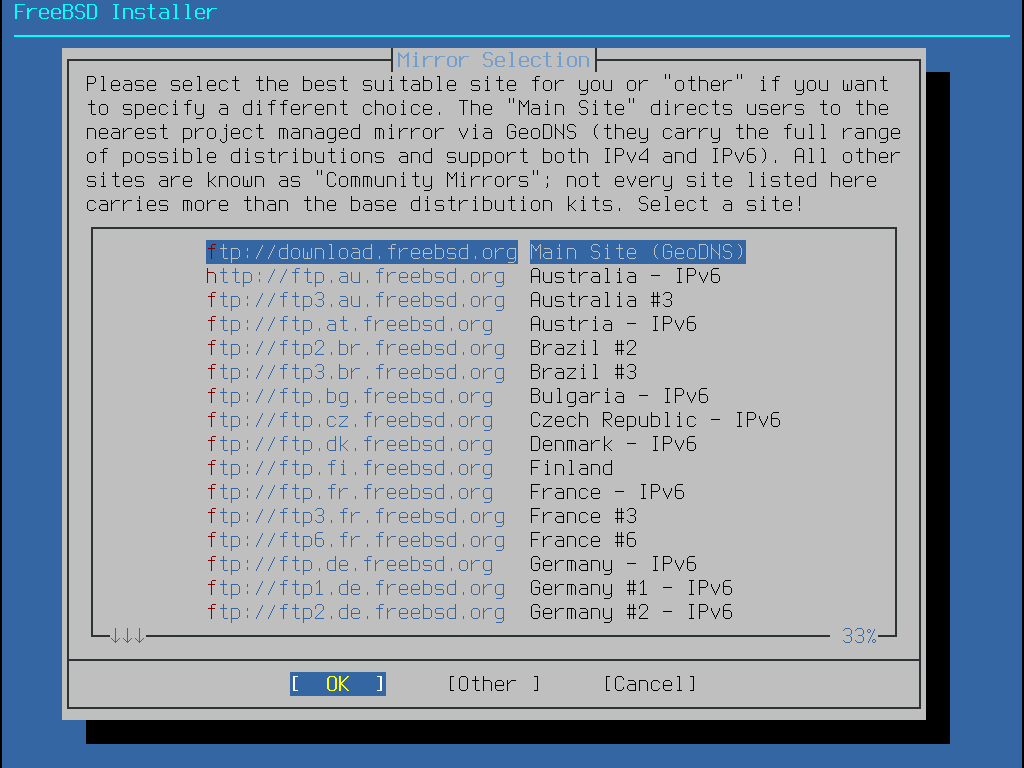 FreeBSD Installer
Mirror Selection
Please select the best suitable site for you or "other" if you want
to specify a different choice. The "Main Site" directs users to the
nearest project managed mirror via GeoDNS (they carry the full range
of possible distributions and support both IPv4 and IPv6). All other
sites are known as "Community Mirrors"; not every site listed here
carries more than the base distribution kits. Select a site!
ftp://download.freebsd.org Main Site (GeoDNS)
http://ftp.au.freebsd.org Australia - IPv6
ftp://ftp3.au.freebsd.org Australia #3
ftp://ftp.at.freebsd.org Austria - IPv6
ftp://ftp2.br.freebsd.org Brazil #2
ftp://ftp3.br.freebsd.org Brazil #3
ftp://ftp.bg.freebsd.org Bulgaria - IPv6
ftp://ftp.cz.freebsd.org Czech Republic - IPv6
ftp://ftp.dk.freebsd.org Denmark - IPv6
ftp://ftp.fi.freebsd.org Finland
ftp://ftp.fr.freebsd.org France - IPv6
ftp://ftp3.fr.freebsd.org France #3
ftp://ftp6.fr.freebsd.org France #6
ftp://ftp.de.freebsd.org Germany - IPv6
ftp://ftp1.de.freebsd.org Germany #1 - IPv6
ftp://ftp2.de.freebsd.org Germany #2 - IPv6
↓↓↓ 33%
[ OK ] [Other ] [Cancel]